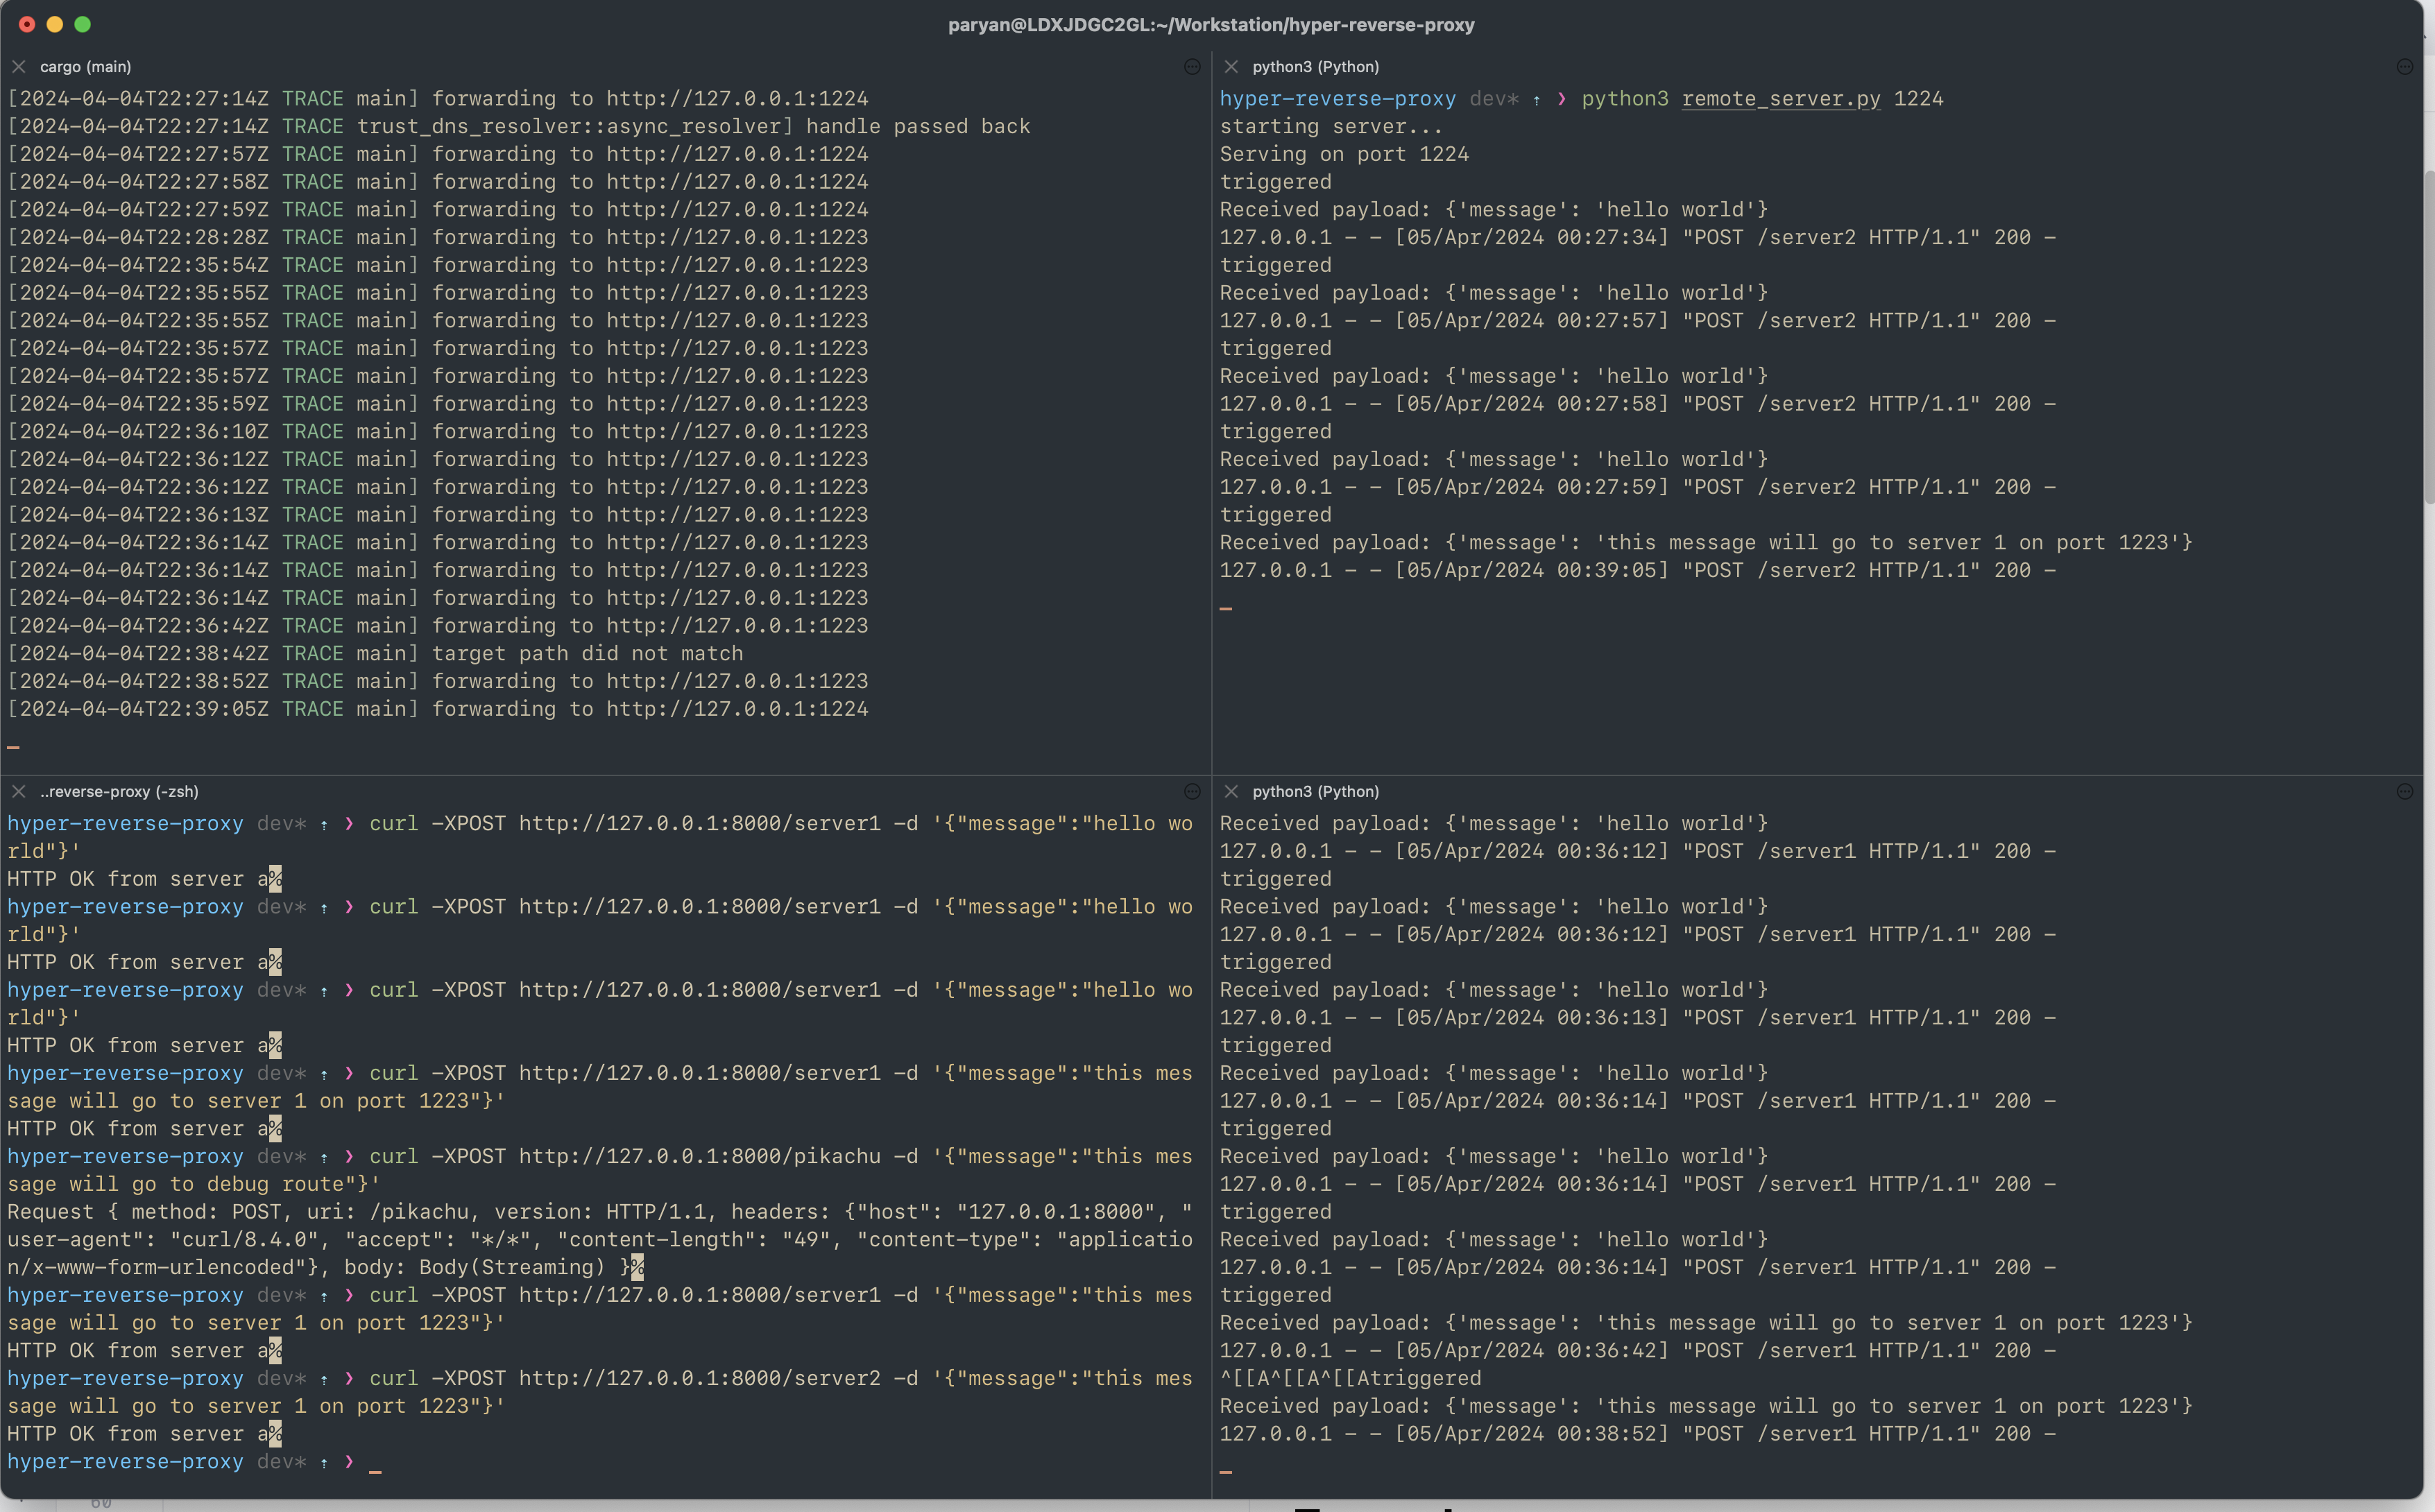 paryan@LDXJDGC2GL:~/Workstation/hyper-reverse-proxy
cargo (main)
[2024-04-04T22:27:14Z TRACE main] forwarding to http://127.0.0.1:1224
[2024-04-04T22:27:14Z TRACE trust_dns_resolver::async_resolver] handle passed back
[2024-04-04T22:27:57Z TRACE main] forwarding to http://127.0.0.1:1224
[2024-04-04T22:27:58Z TRACE main] forwarding to http://127.0.0.1:1224
[2024-04-04T22:27:59Z TRACE main] forwarding to http://127.0.0.1:1224
[2024-04-04T22:28:28Z TRACE main] forwarding to http://127.0.0.1:1223
[2024-04-04T22:35:54Z TRACE main] forwarding to http://127.0.0.1:1223
[2024-04-04T22:35:55Z TRACE main] forwarding to http://127.0.0.1:1223
[2024-04-04T22:35:55Z TRACE main] forwarding to http://127.0.0.1:1223
[2024-04-04T22:35:57Z TRACE main] forwarding to http://127.0.0.1:1223
[2024-04-04T22:35:57Z TRACE main] forwarding to http://127.0.0.1:1223
[2024-04-04T22:35:59Z TRACE main] forwarding to http://127.0.0.1:1223
[2024-04-04T22:36:10Z TRACE main] forwarding to http://127.0.0.1:1223
[2024-04-04T22:36:12Z TRACE main] forwarding to http://127.0.0.1:1223
[2024-04-04T22:36:12Z TRACE main] forwarding to http://127.0.0.1:1223
[2024-04-04T22:36:13Z TRACE main] forwarding to http://127.0.0.1:1223
[2024-04-04T22:36:14Z TRACE main] forwarding to http://127.0.0.1:1223
[2024-04-04T22:36:14Z TRACE main] forwarding to http://127.0.0.1:1223
[2024-04-04T22:36:14Z TRACE main] forwarding to http://127.0.0.1:1223
[2024-04-04T22:36:42Z TRACE main] forwarding to http://127.0.0.1:1223
[2024-04-04T22:38:42Z TRACE main] target path did not match
[2024-04-04T22:38:52Z TRACE main] forwarding to http://127.0.0.1:1223
[2024-04-04T22:39:05Z TRACE main] forwarding to http://127.0.0.1:1224
python3 (Python)
hyper-reverse-proxy dev* ⇡ ❯ python3 remote_server.py 1224
starting server...
Serving on port 1224
triggered
Received payload: {'message': 'hello world'}
127.0.0.1 - - [05/Apr/2024 00:27:34] "POST /server2 HTTP/1.1" 200 -
triggered
Received payload: {'message': 'hello world'}
127.0.0.1 - - [05/Apr/2024 00:27:57] "POST /server2 HTTP/1.1" 200 -
triggered
Received payload: {'message': 'hello world'}
127.0.0.1 - - [05/Apr/2024 00:27:58] "POST /server2 HTTP/1.1" 200 -
triggered
Received payload: {'message': 'hello world'}
127.0.0.1 - - [05/Apr/2024 00:27:59] "POST /server2 HTTP/1.1" 200 -
triggered
Received payload: {'message': 'this message will go to server 1 on port 1223'}
127.0.0.1 - - [05/Apr/2024 00:39:05] "POST /server2 HTTP/1.1" 200 -
..reverse-proxy (-zsh)
hyper-reverse-proxy dev* ⇡ ❯ curl -XPOST http://127.0.0.1:8000/server1 -d '{"message":"hello wo
rld"}'
HTTP OK from server a%
hyper-reverse-proxy dev* ⇡ ❯ curl -XPOST http://127.0.0.1:8000/server1 -d '{"message":"hello wo
rld"}'
HTTP OK from server a%
hyper-reverse-proxy dev* ⇡ ❯ curl -XPOST http://127.0.0.1:8000/server1 -d '{"message":"hello wo
rld"}'
HTTP OK from server a%
hyper-reverse-proxy dev* ⇡ ❯ curl -XPOST http://127.0.0.1:8000/server1 -d '{"message":"this mes
sage will go to server 1 on port 1223"}'
HTTP OK from server a%
hyper-reverse-proxy dev* ⇡ ❯ curl -XPOST http://127.0.0.1:8000/pikachu -d '{"message":"this mes
sage will go to debug route"}'
Request { method: POST, uri: /pikachu, version: HTTP/1.1, headers: {"host": "127.0.0.1:8000", "
user-agent": "curl/8.4.0", "accept": "*/*", "content-length": "49", "content-type": "applicatio
n/x-www-form-urlencoded"}, body: Body(Streaming) }%
hyper-reverse-proxy dev* ⇡ ❯ curl -XPOST http://127.0.0.1:8000/server1 -d '{"message":"this mes
sage will go to server 1 on port 1223"}'
HTTP OK from server a%
hyper-reverse-proxy dev* ⇡ ❯ curl -XPOST http://127.0.0.1:8000/server2 -d '{"message":"this mes
sage will go to server 1 on port 1223"}'
HTTP OK from server a%
hyper-reverse-proxy dev* ⇡ ❯
python3 (Python)
Received payload: {'message': 'hello world'}
127.0.0.1 - - [05/Apr/2024 00:36:12] "POST /server1 HTTP/1.1" 200 -
triggered
Received payload: {'message': 'hello world'}
127.0.0.1 - - [05/Apr/2024 00:36:12] "POST /server1 HTTP/1.1" 200 -
triggered
Received payload: {'message': 'hello world'}
127.0.0.1 - - [05/Apr/2024 00:36:13] "POST /server1 HTTP/1.1" 200 -
triggered
Received payload: {'message': 'hello world'}
127.0.0.1 - - [05/Apr/2024 00:36:14] "POST /server1 HTTP/1.1" 200 -
triggered
Received payload: {'message': 'hello world'}
127.0.0.1 - - [05/Apr/2024 00:36:14] "POST /server1 HTTP/1.1" 200 -
triggered
Received payload: {'message': 'hello world'}
127.0.0.1 - - [05/Apr/2024 00:36:14] "POST /server1 HTTP/1.1" 200 -
triggered
Received payload: {'message': 'this message will go to server 1 on port 1223'}
127.0.0.1 - - [05/Apr/2024 00:36:42] "POST /server1 HTTP/1.1" 200 -
^[[A^[[A^[[Atriggered
Received payload: {'message': 'this message will go to server 1 on port 1223'}
127.0.0.1 - - [05/Apr/2024 00:38:52] "POST /server1 HTTP/1.1" 200 -